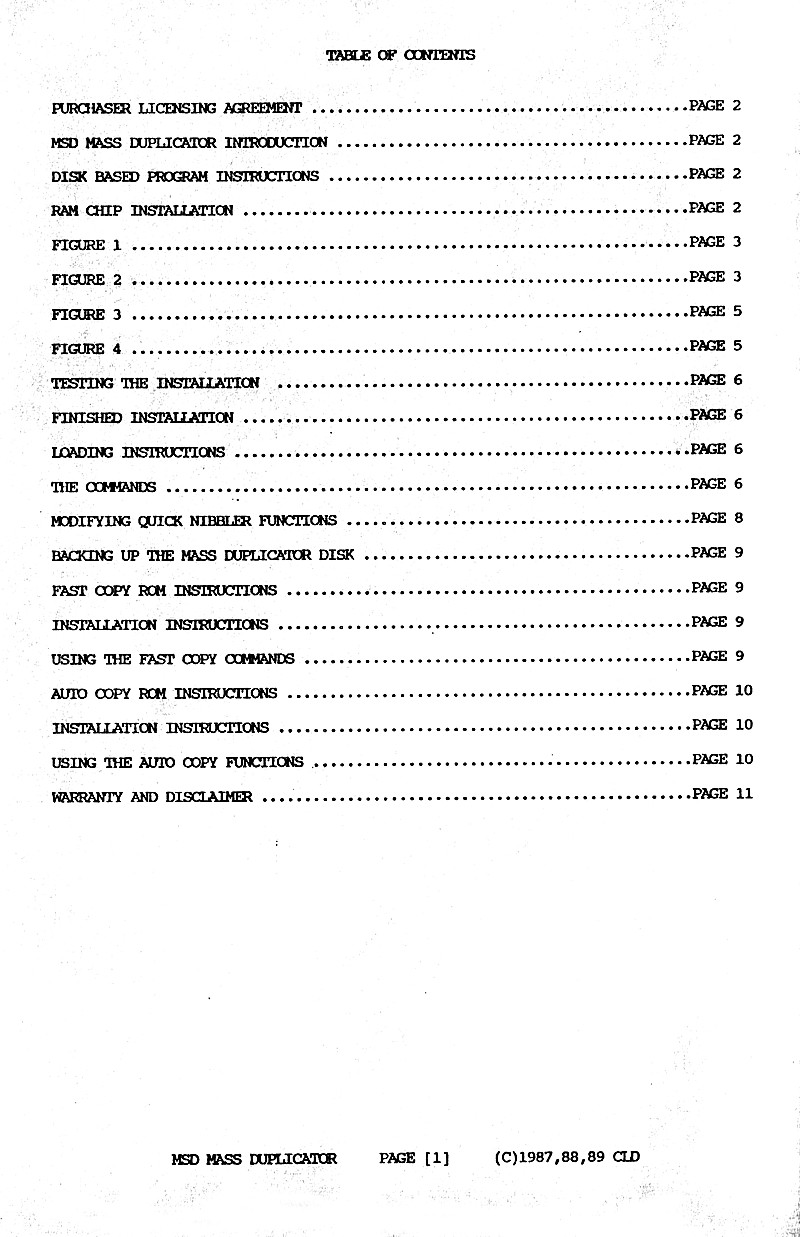 TABLE OF CONTENTS
PURCHASER LICENSING AGREEMENT ............................................PAGE 2
MSD MASS DUPLICATOR INTRODUCTION .........................................PAGE 2
DISK BASED PROGRAM INSTRUCTIONS ..........................................PAGE 2
RAM CHIP INSTALLATION ....................................................PAGE 2
FIGURE 1 .................................................................PAGE 3
FIGURE 2 .................................................................PAGE 3
FIGURE 3 .................................................................PAGE 5
FIGURE 4 .................................................................PAGE 5
TESTING THE INSTALLATION ................................................PAGE 6
FINISHED INSTALLATION ....................................................PAGE 6
LOADING INSTRUCTIONS .....................................................PAGE 6
THE COMMANDS .............................................................PAGE 6
MODIFYING QUICK NIBBLER FUNCTIONS ........................................PAGE 8
BACKING UP THE MASS DUPLICATOR DISK ......................................PAGE 9
FAST COPY ROM INSTRUCTIONS ...............................................PAGE 9
INSTALLATION INSTRUCTIONS ................................................PAGE 9
USING THE FAST COPY COMMANDS .............................................PAGE 9
AUTO COPY ROM INSTRUCTIONS ...............................................PAGE 10
INSTALLATION INSTRUCTIONS ................................................PAGE 10
USING THE AUTO COPY FUNCTIONS ............................................PAGE 10
WARRANTY AND DISCLAIMER ..................................................PAGE 11
MSD MASS DUPLICATOR PAGE [1] (C)1987,88,89 CLD